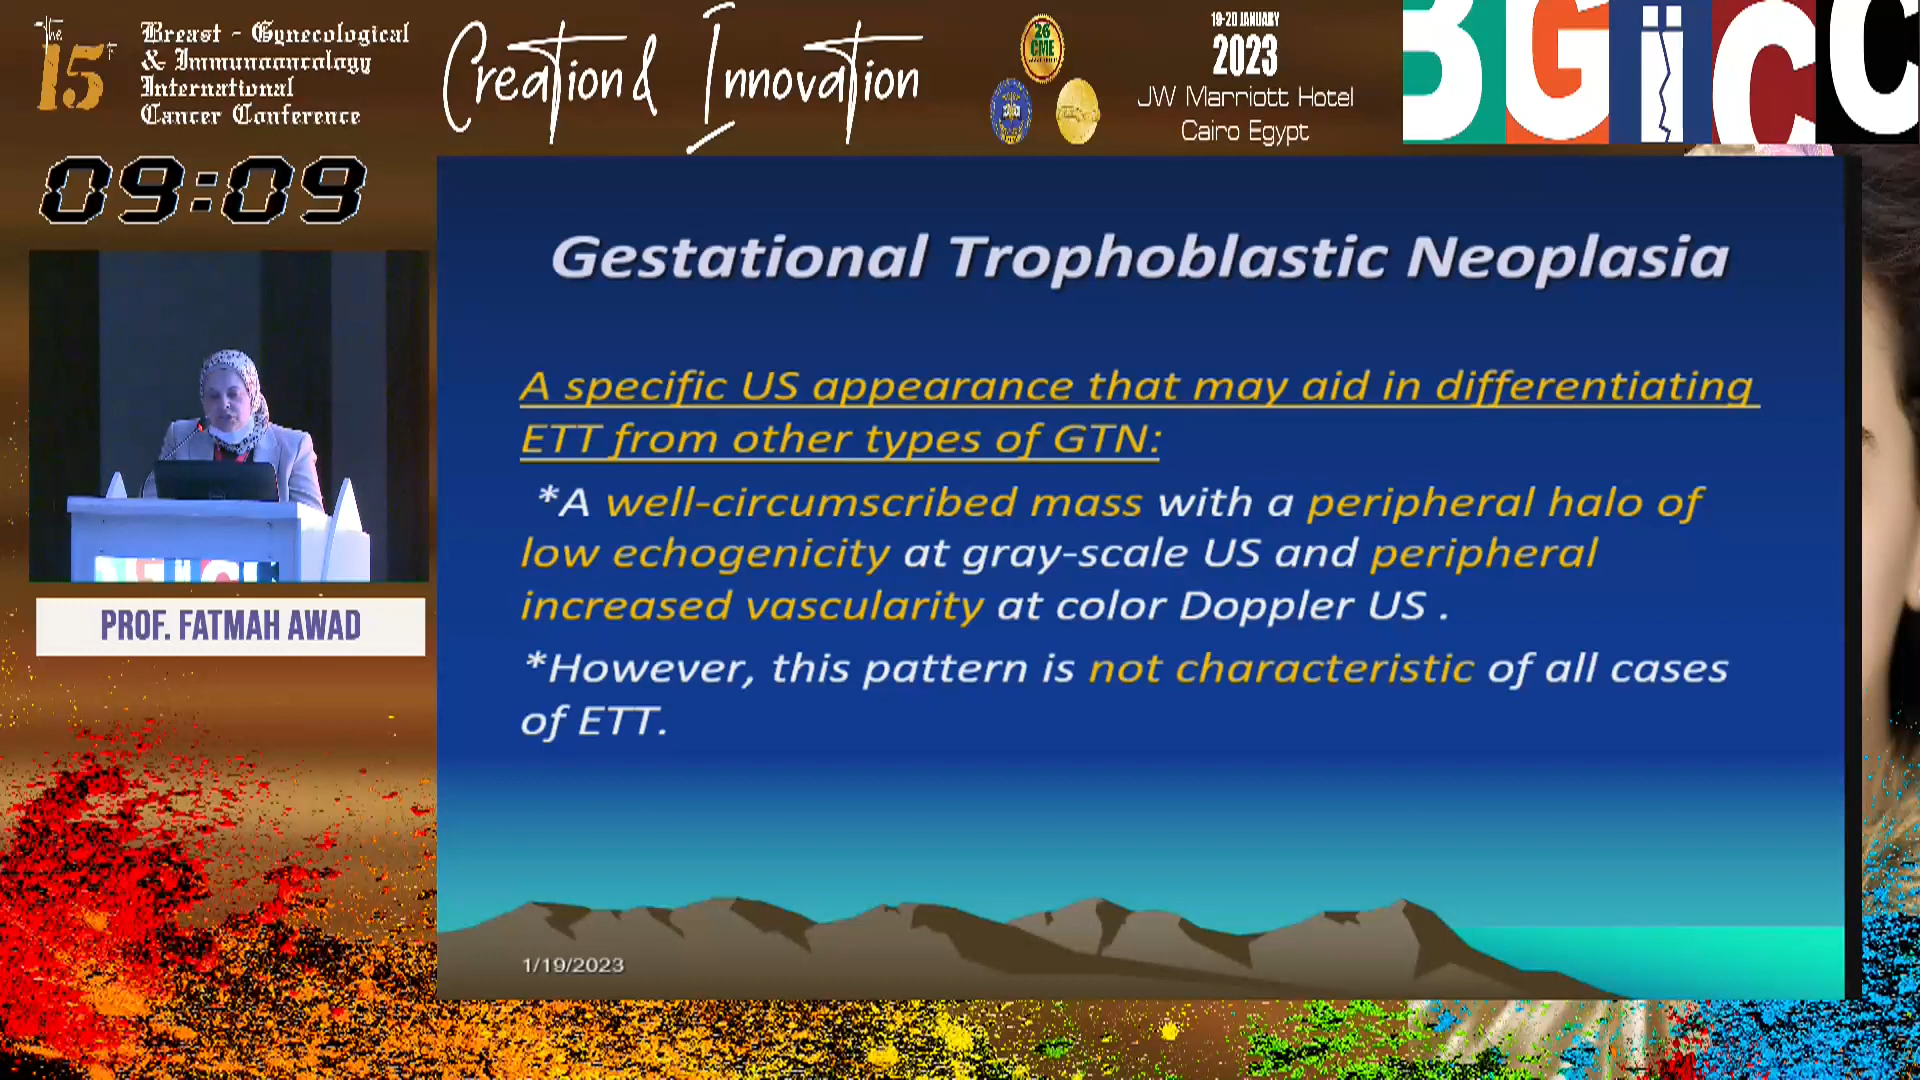 The 15th
Breast - Gynecological
& Immunooncology
International
Cancer Conference
Creation & Innovation
26
CME
19-20 JANUARY
2023
JW Marriott Hotel
Cairo Egypt
BGiCC
09:09
PROF. FATMAH AWAD
Gestational Trophoblastic Neoplasia
A specific US appearance that may aid in differentiating
ETT from other types of GTN:
*A well-circumscribed mass with a peripheral halo of
low echogenicity at gray-scale US and peripheral
increased vascularity at color Doppler US .
*However, this pattern is not characteristic of all cases
of ETT.
1/19/2023